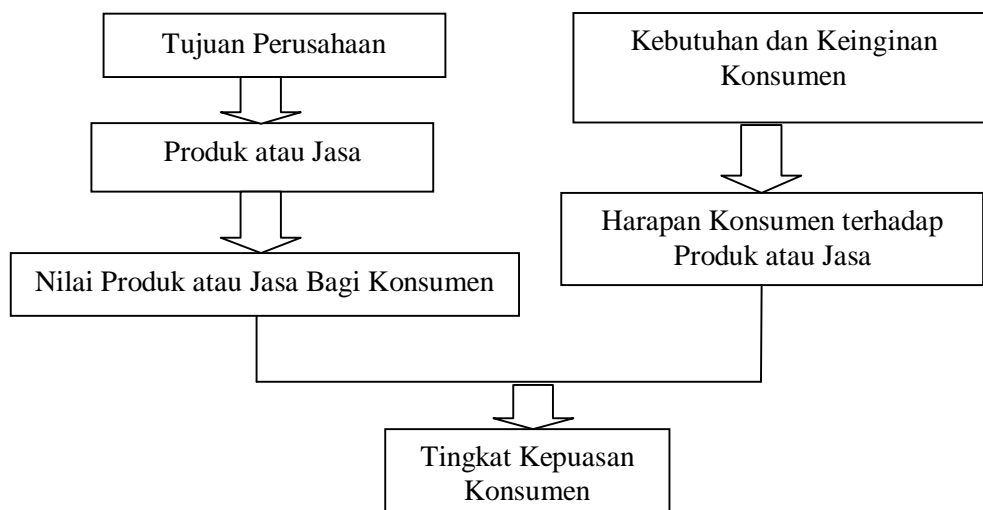 Tujuan Perusahaan
Produk atau Jasa
Nilai Produk atau Jasa Bagi Konsumen
Kebutuhan dan Keinginan
Konsumen
Harapan Konsumen terhadap
Produk atau Jasa
Tingkat Kepuasan
Konsumen